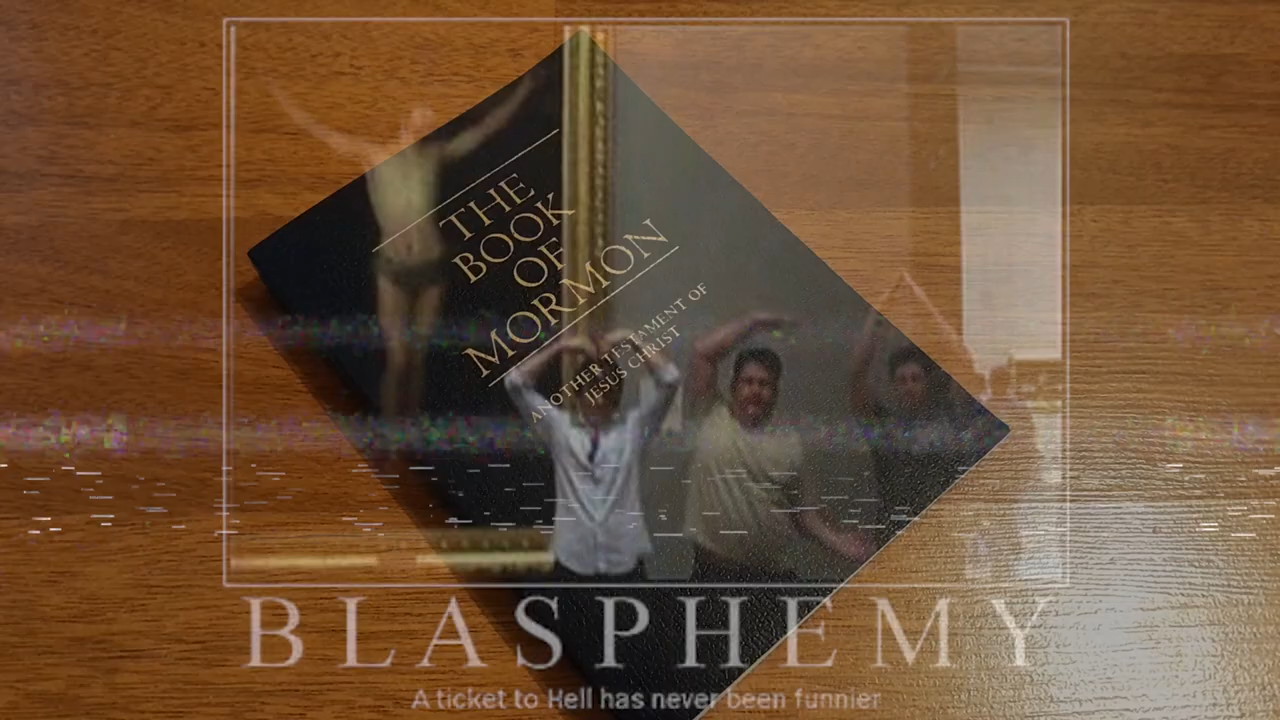 THE
BOOK
OF
MORMON
ANOTHER TESTAMENT OF
JESUS CHRIST
BLASPHEMY
A ticket to Hell has never been funnier